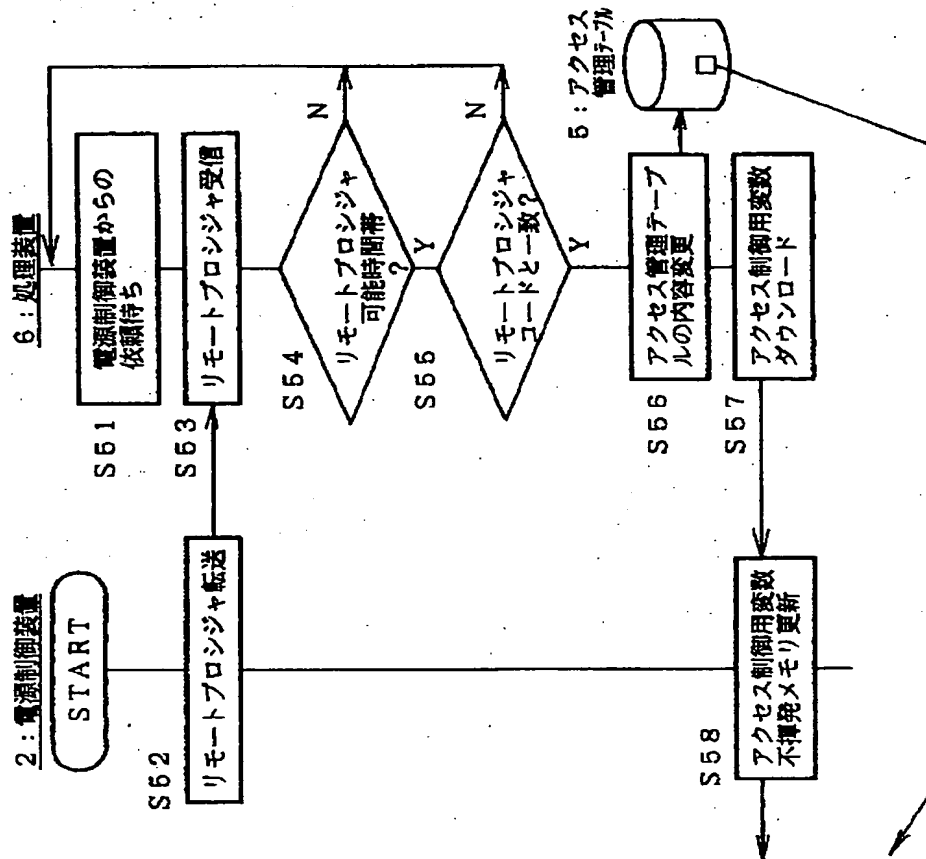 2:電源制御装置
START
S52
リモートプロシジャ転送
S58
アクセス制御用変数
不揮発メモリ更新
6:処理装置
S51
電源制御装置からの
依頼待ち
S53
リモートプロシジャ受信
S54
リモートプロシジャ
可能時間帯
?
N
Y
S55
リモートプロシジャ
コードと一致?
N
Y
S56
アクセス管理テーブ
ルの内容変更
5:アクセス
管理テーブル
S57
アクセス制御用変数
ダウンロード